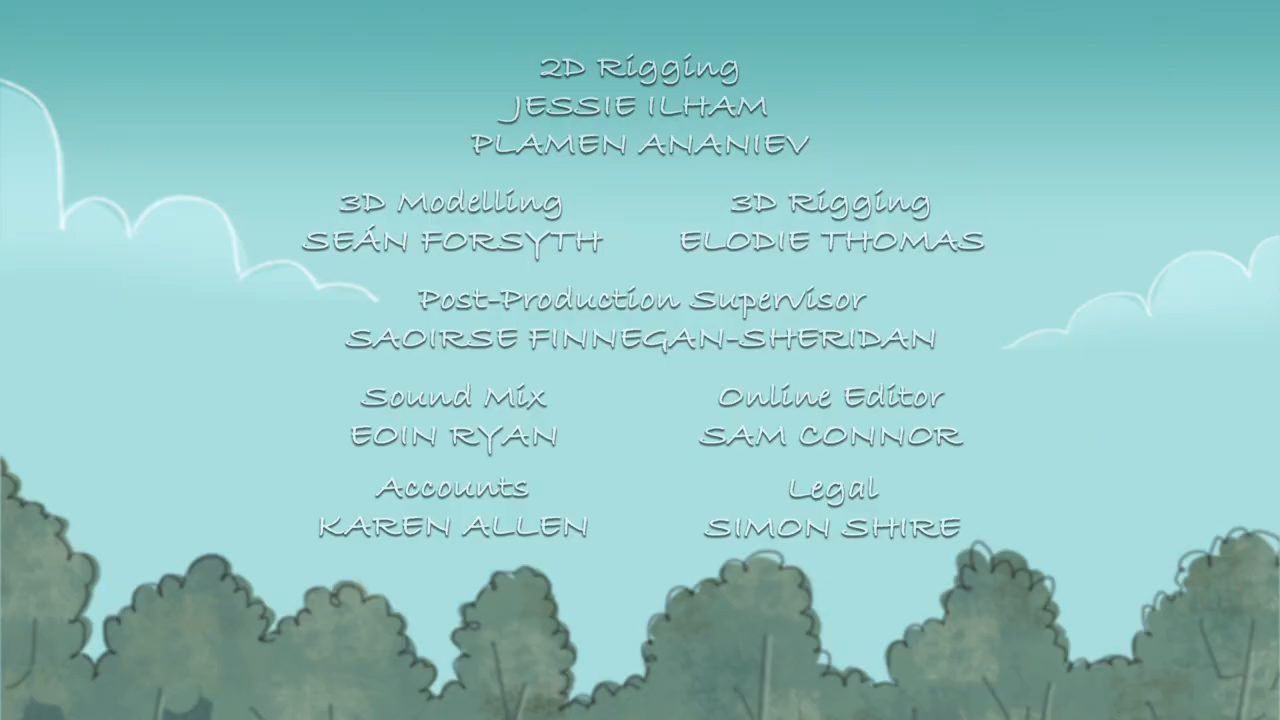 2D Rigging
JESSIE ILHAM
PLAMEN ANANIEV
3D Modelling
SEÁN FORSYTH
3D Rigging
ELODIE THOMAS
Post-Production Supervisor
SAOIRSE FINNEGAN-SHERIDAN
Sound Mix
EOIN RYAN
Online Editor
SAM CONNOR
Accounts
KAREN ALLEN
Legal
SIMON SHIRE